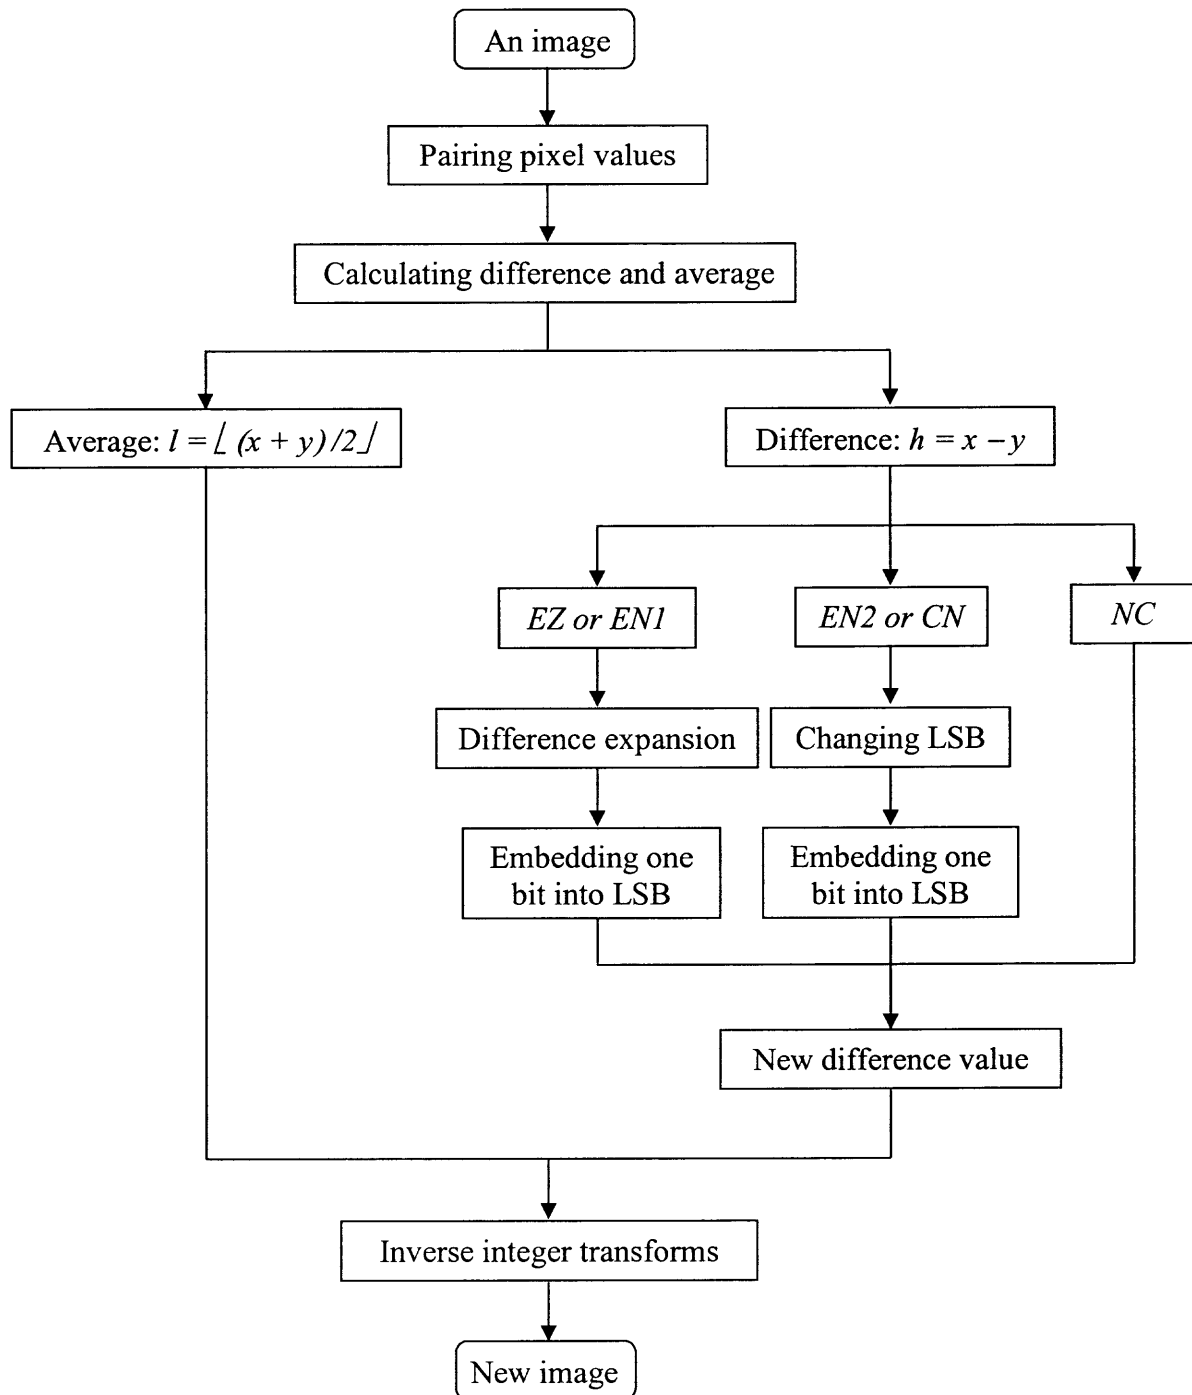 An image
Pairing pixel values
Calculating difference and average
Average: l = ⌊ (x + y)/2⌋
Difference: h = x – y
EZ or EN1
EN2 or CN
NC
Difference expansion
Changing LSB
Embedding one
bit into LSB
Embedding one
bit into LSB
New difference value
Inverse integer transforms
New image